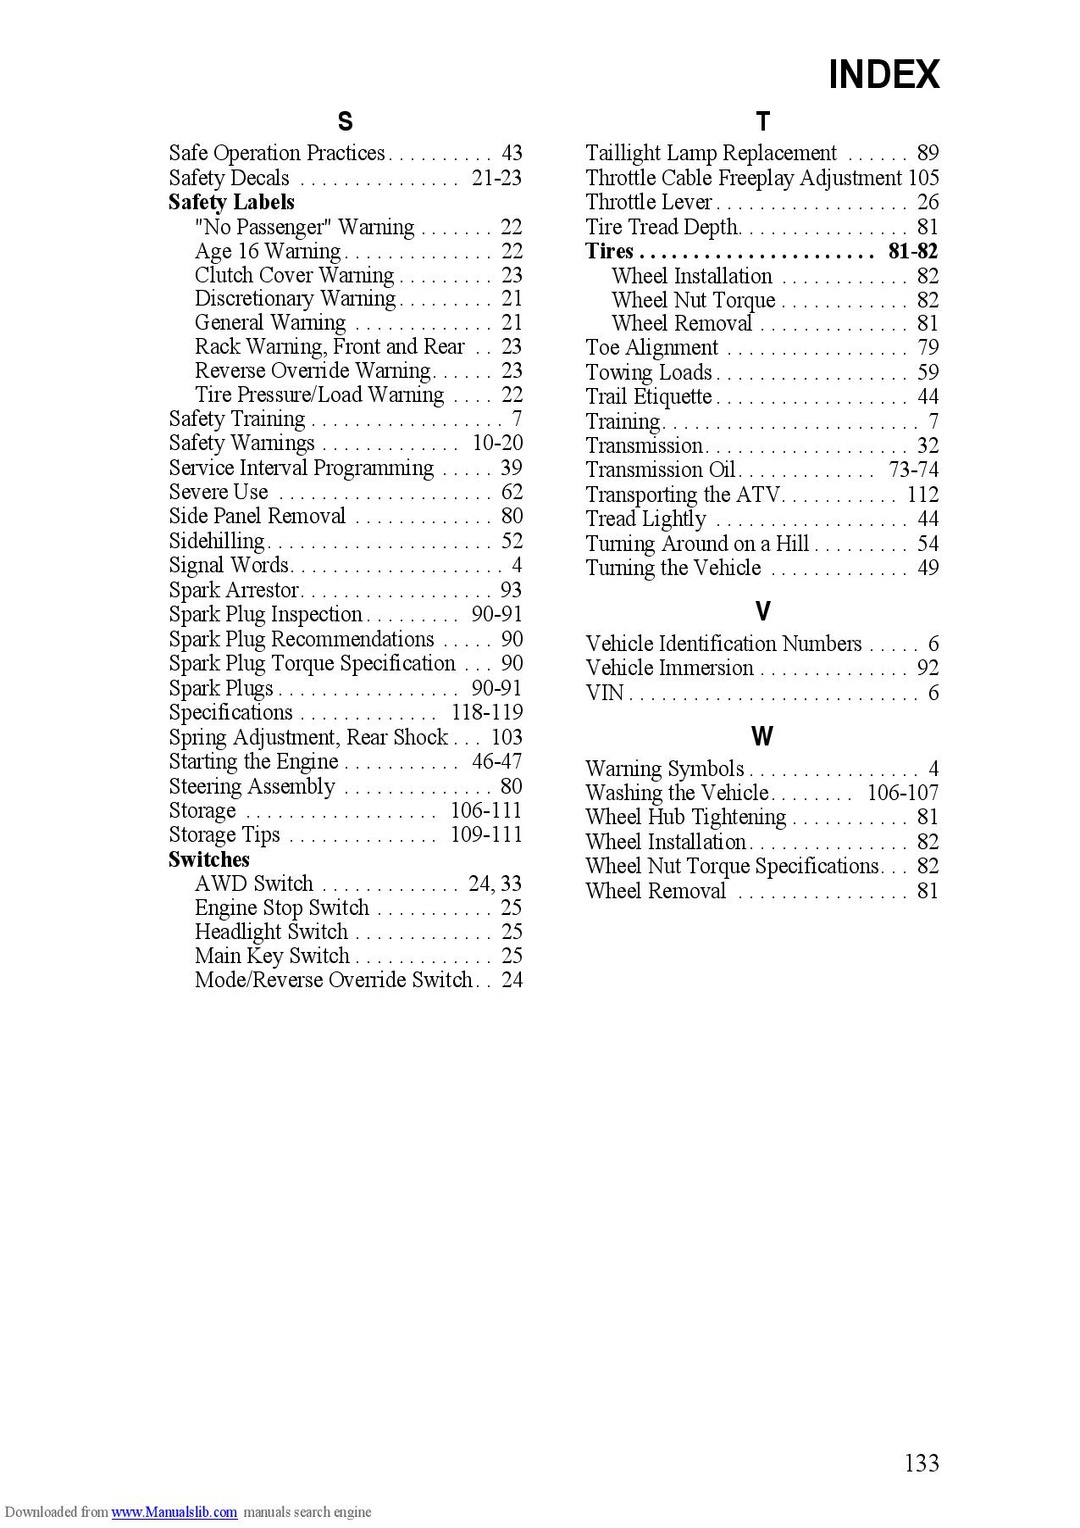 INDEX
S
Safe Operation Practices . . . . . . . . . . 43
Safety Decals . . . . . . . . . . . . . . . 21-23
Safety Labels
"No Passenger" Warning . . . . . . . 22
Age 16 Warning . . . . . . . . . . . . . . 22
Clutch Cover Warning . . . . . . . . . 23
Discretionary Warning . . . . . . . . . 21
General Warning . . . . . . . . . . . . . 21
Rack Warning, Front and Rear . . 23
Reverse Override Warning. . . . . . 23
Tire Pressure/Load Warning . . . . 22
Safety Training . . . . . . . . . . . . . . . . . . 7
Safety Warnings . . . . . . . . . . . . . 10-20
Service Interval Programming . . . . . 39
Severe Use . . . . . . . . . . . . . . . . . . . . 62
Side Panel Removal . . . . . . . . . . . . . 80
Sidehilling. . . . . . . . . . . . . . . . . . . . . 52
Signal Words. . . . . . . . . . . . . . . . . . . . 4
Spark Arrestor. . . . . . . . . . . . . . . . . . 93
Spark Plug Inspection . . . . . . . . . 90-91
Spark Plug Recommendations . . . . . 90
Spark Plug Torque Specification . . . 90
Spark Plugs . . . . . . . . . . . . . . . . . 90-91
Specifications . . . . . . . . . . . . . 118-119
Spring Adjustment, Rear Shock . . . 103
Starting the Engine . . . . . . . . . . . 46-47
Steering Assembly . . . . . . . . . . . . . . 80
Storage . . . . . . . . . . . . . . . . . . 106-111
Storage Tips . . . . . . . . . . . . . . 109-111
Switches
AWD Switch . . . . . . . . . . . . . 24, 33
Engine Stop Switch . . . . . . . . . . . 25
Headlight Switch . . . . . . . . . . . . . 25
Main Key Switch . . . . . . . . . . . . . 25
Mode/Reverse Override Switch . . 24
T
Taillight Lamp Replacement . . . . . . 89
Throttle Cable Freeplay Adjustment 105
Throttle Lever . . . . . . . . . . . . . . . . . . 26
Tire Tread Depth. . . . . . . . . . . . . . . . 81
Tires . . . . . . . . . . . . . . . . . . . . . . 81-82
Wheel Installation . . . . . . . . . . . . 82
Wheel Nut Torque . . . . . . . . . . . . 82
Wheel Removal . . . . . . . . . . . . . . 81
Toe Alignment . . . . . . . . . . . . . . . . . 79
Towing Loads . . . . . . . . . . . . . . . . . . 59
Trail Etiquette . . . . . . . . . . . . . . . . . . 44
Training. . . . . . . . . . . . . . . . . . . . . . . . 7
Transmission. . . . . . . . . . . . . . . . . . . 32
Transmission Oil. . . . . . . . . . . . . 73-74
Transporting the ATV. . . . . . . . . . . 112
Tread Lightly . . . . . . . . . . . . . . . . . . 44
Turning Around on a Hill . . . . . . . . . 54
Turning the Vehicle . . . . . . . . . . . . . 49
V
Vehicle Identification Numbers . . . . . 6
Vehicle Immersion . . . . . . . . . . . . . . 92
VIN . . . . . . . . . . . . . . . . . . . . . . . . . . . 6
W
Warning Symbols . . . . . . . . . . . . . . . . 4
Washing the Vehicle. . . . . . . . 106-107
Wheel Hub Tightening . . . . . . . . . . . 81
Wheel Installation . . . . . . . . . . . . . . . 82
Wheel Nut Torque Specifications. . . 82
Wheel Removal . . . . . . . . . . . . . . . . 81
133
Downloaded from www.Manualslib.com manuals search engine